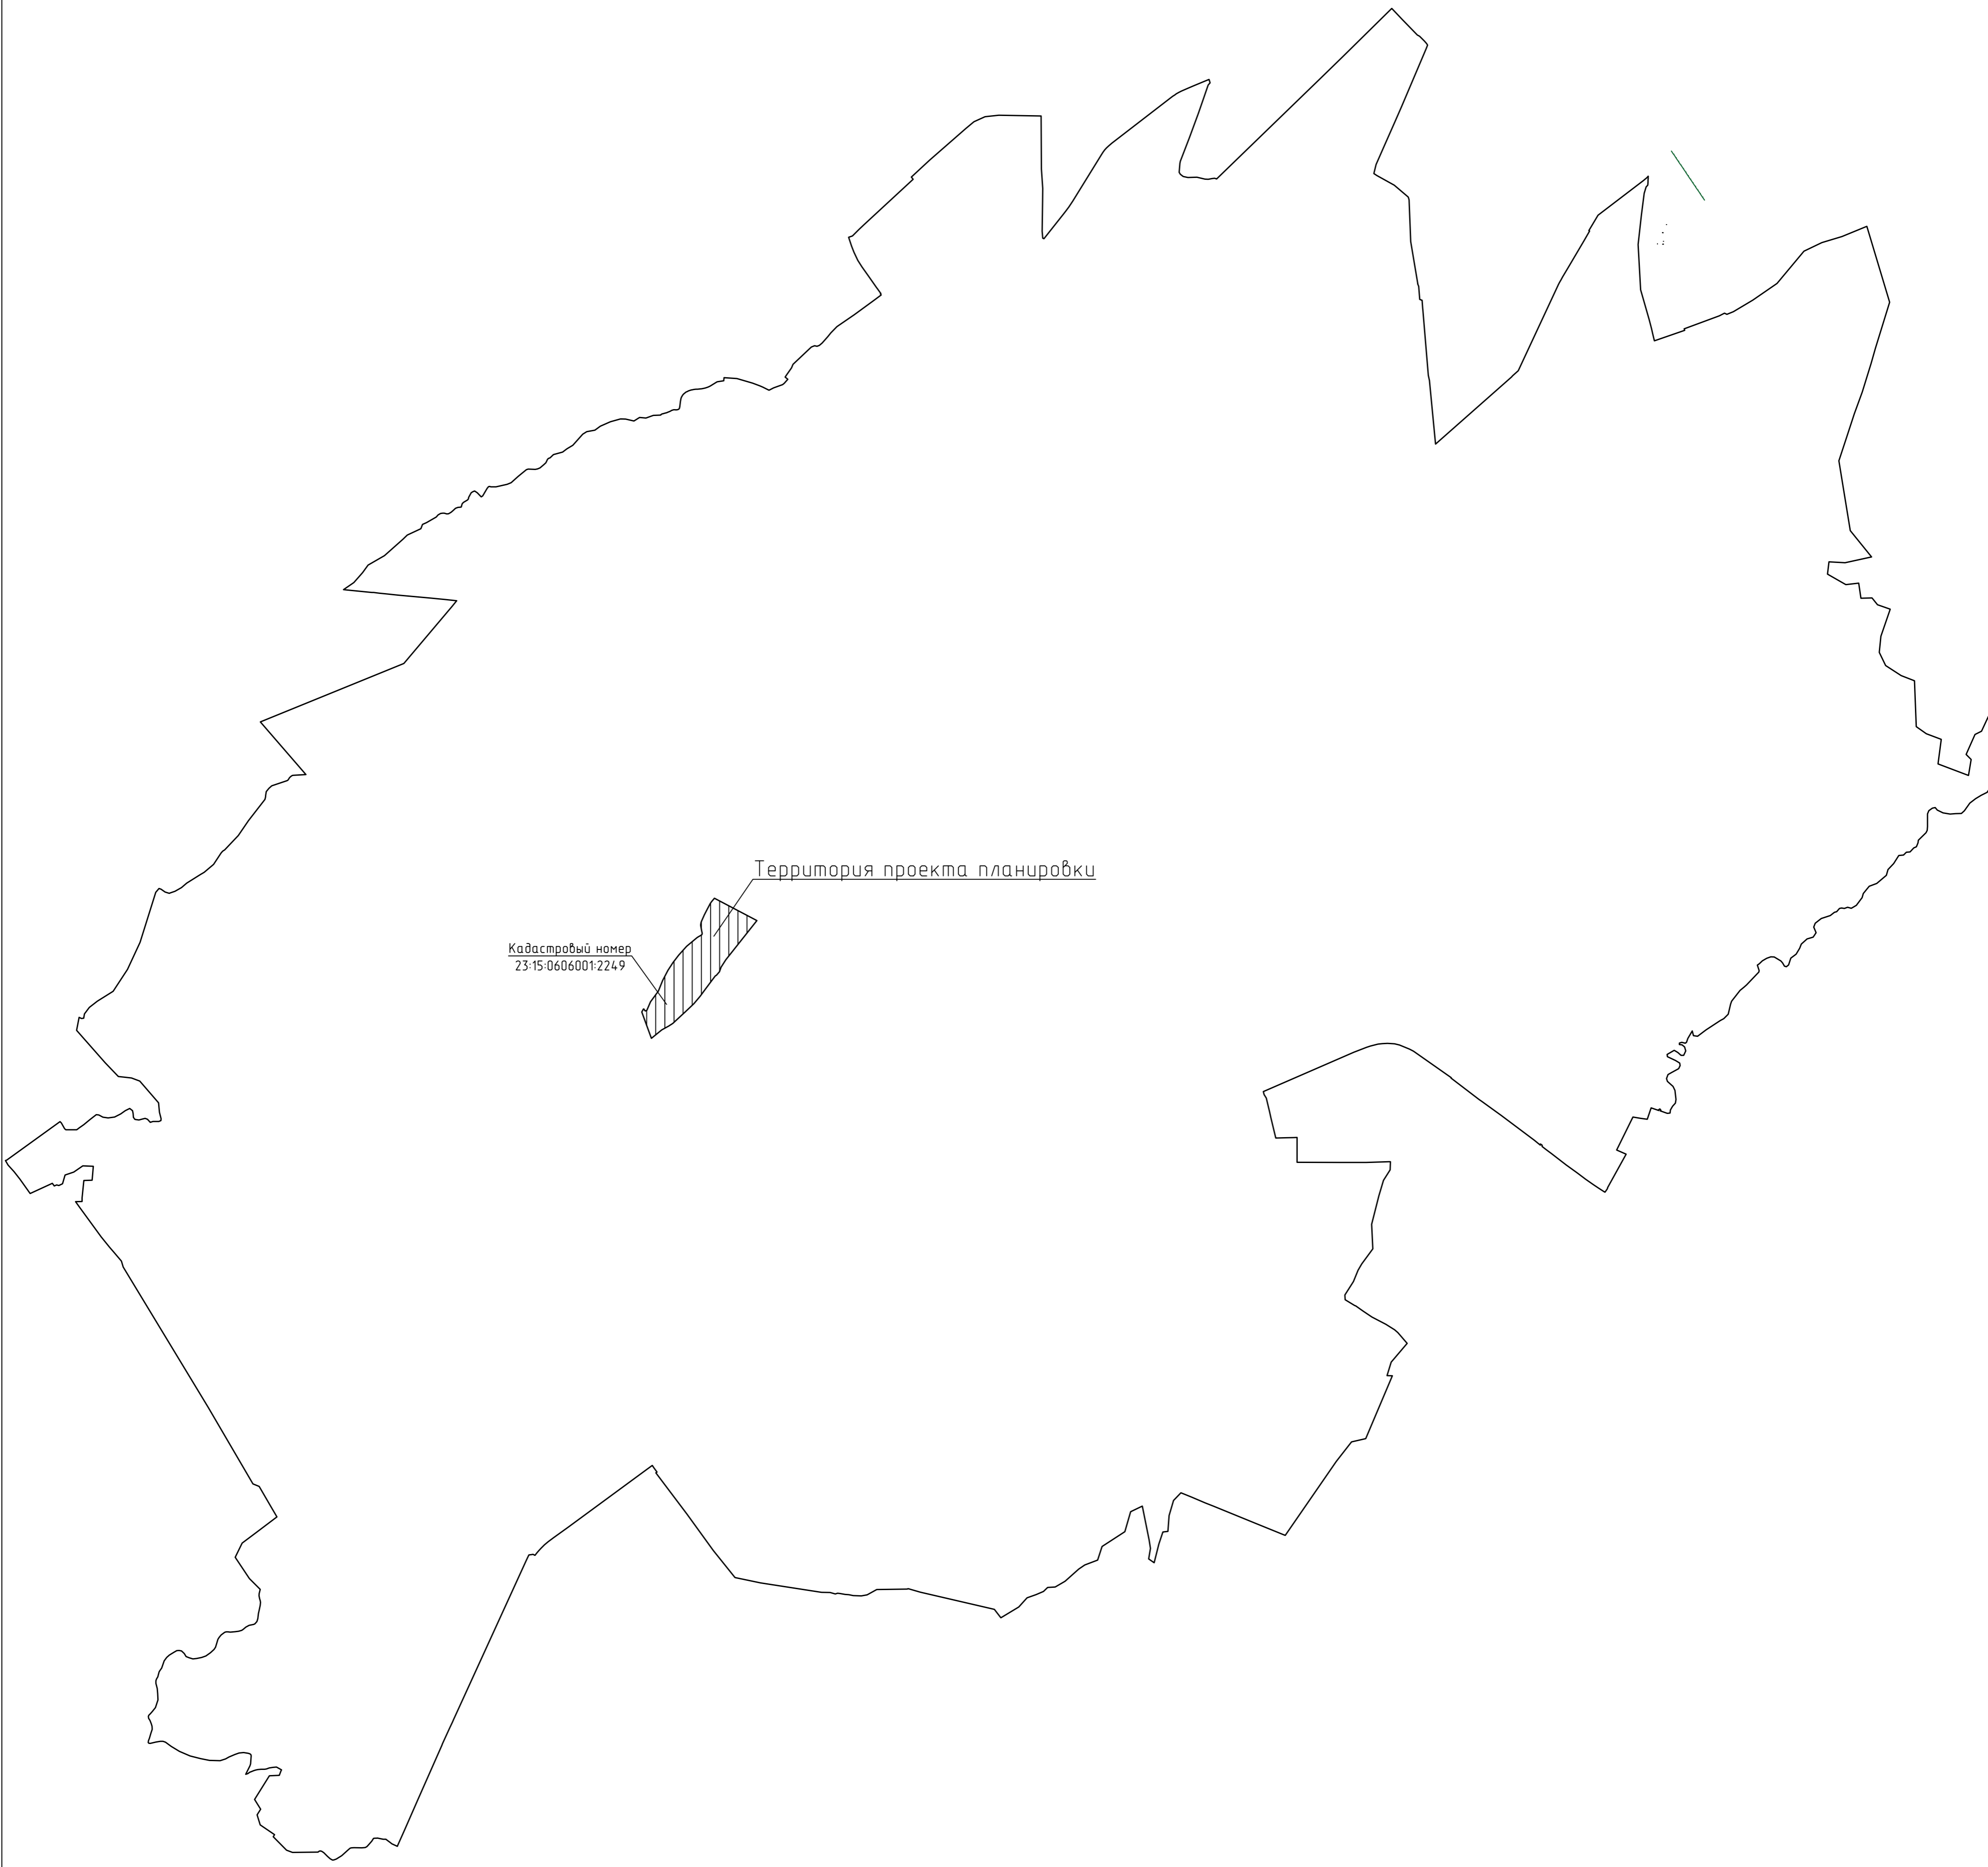 Территория проекта планировки
Кадастровый номер
23:15:0606001:2249